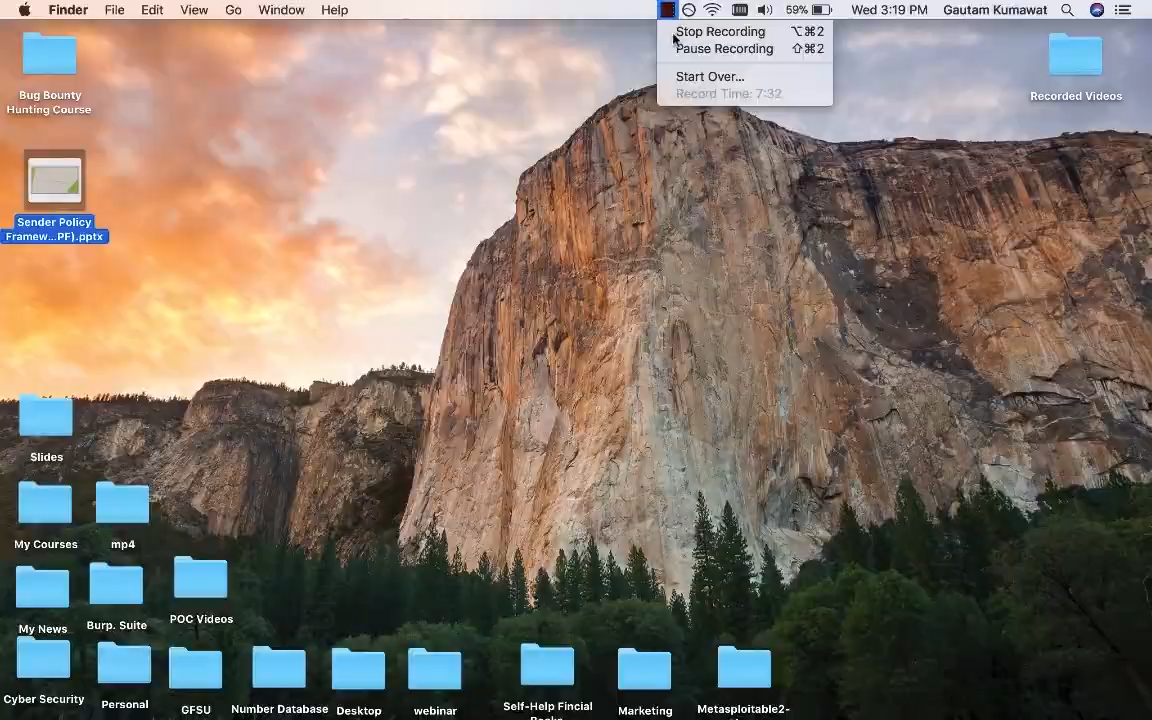 Finder File Edit View Go Window Help 59% Wed 3:19 PM Gautam Kumawat
Stop Recording ⌥⌘2
Pause Recording ⇧⌘2
Start Over...
Record Time: 7:32
Bug Bounty
Hunting Course
Recorded Videos
Sender Policy
Framew...PF).pptx
Slides
My Courses
mp4
My News
Burp. Suite
POC Videos
Cyber Security
Personal
GFSU
Number Database
Desktop
webinar
Self-Help Fincial
Marketing
Metasploitable2-